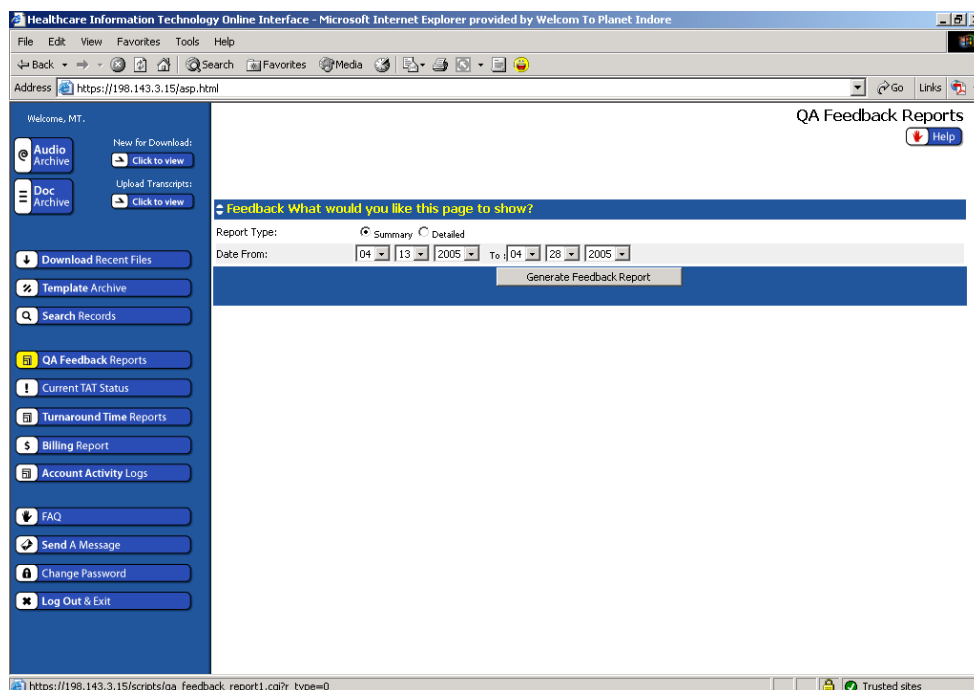 Healthcare Information Technology Online Interface - Microsoft Internet Explorer provided by Welcom To Planet Indore
File Edit View Favorites Tools Help
Back Search Favorites Media
Address https://198.143.3.15/asp.html Go Links
Welcome, MT.
QA Feedback Reports
Help
Audio Archive
New for Download:
Click to view
Doc Archive
Upload Transcripts:
Click to view
Feedback What would you like this page to show?
Report Type: Summary Detailed
Date From: 04 13 2005 To : 04 28 2005
Generate Feedback Report
Download Recent Files
Template Archive
Search Records
QA Feedback Reports
Current TAT Status
Turnaround Time Reports
$ Billing Report
Account Activity Logs
FAQ
Send A Message
Change Password
Log Out & Exit
https://198.143.3.15/scripts/qa_feedback_report1.cgi?r_type=0 Trusted sites